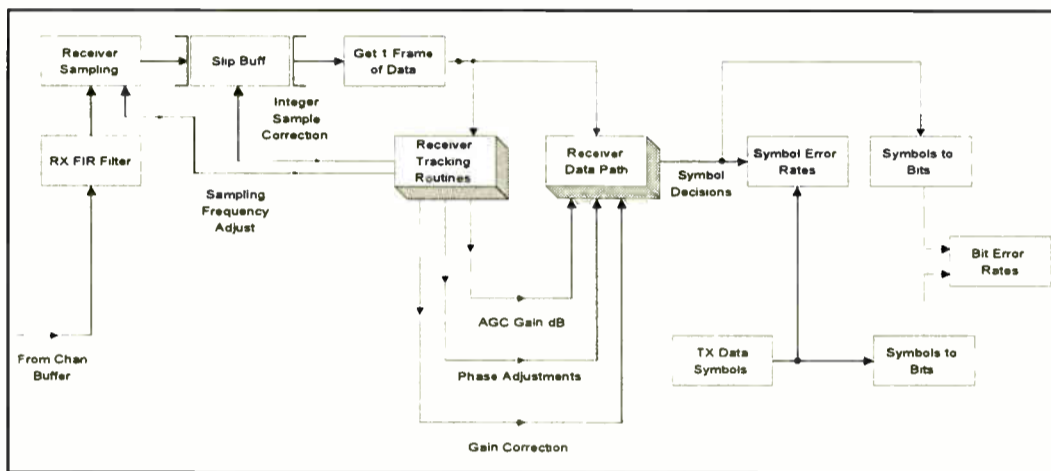 Receiver
Sampling
Slip Buff
Get 1 Frame
of Data
Integer
Sample
Correction
RX FIR Filter
Receiver
Tracking
Routines
Receiver
Data Path
Symbol
Decisions
Symbol Error
Rates
Symbols to
Bits
Sampling
Frequency
Adjust
Bit Error
Rates
AGC Gain dB
From Chan
Buffer
Phase Adjustments
TX Data
Symbols
Symbols to
Bits
Gain Correction